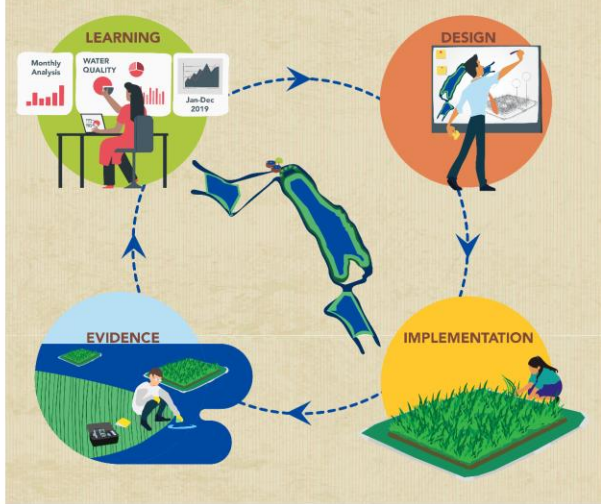 LEARNING
Monthly
Analysis
WATER
QUALITY
Jan-Dec
2019
DESIGN
EVIDENCE
IMPLEMENTATION